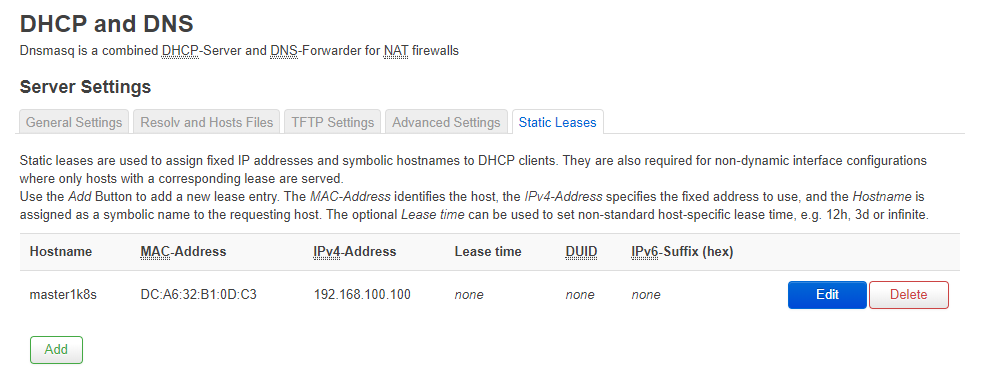 DHCP and DNS
Dnsmasq is a combined DHCP-Server and DNS-Forwarder for NAT firewalls
Server Settings
General Settings Resolv and Hosts Files TFTP Settings Advanced Settings Static Leases
Static leases are used to assign fixed IP addresses and symbolic hostnames to DHCP clients. They are also required for non-dynamic interface configurations
where only hosts with a corresponding lease are served.
Use the Add Button to add a new lease entry. The MAC-Address identifies the host, the IPv4-Address specifies the fixed address to use, and the Hostname is
assigned as a symbolic name to the requesting host. The optional Lease time can be used to set non-standard host-specific lease time, e.g. 12h, 3d or infinite.
Hostname MAC-Address IPv4-Address Lease time DUID IPv6-Suffix (hex)
master1k8s DC:A6:32:B1:0D:C3 192.168.100.100 none none none Edit Delete
Add